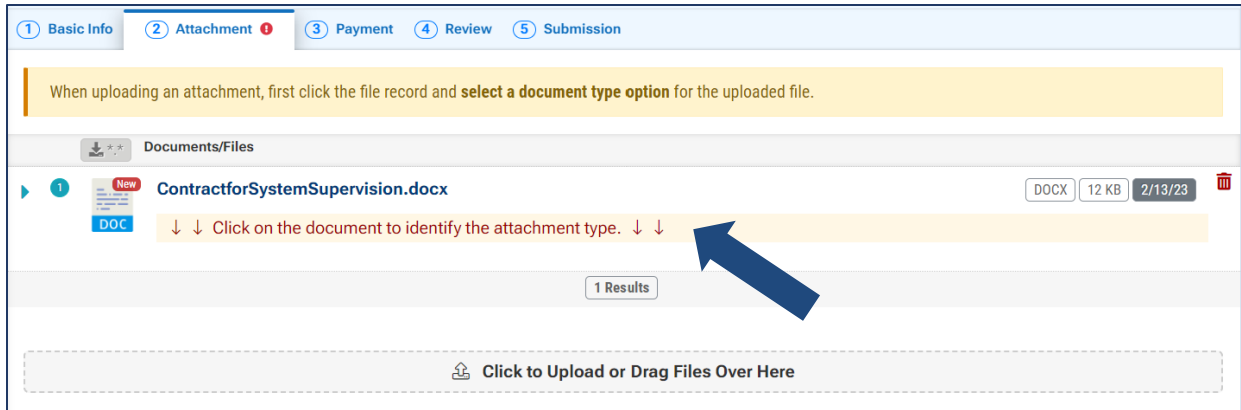 1 Basic Info 2 Attachment ! 3 Payment 4 Review 5 Submission
When uploading an attachment, first click the file record and select a document type option for the uploaded file.
*.* Documents/Files
1 New DOC ContractforSystemSupervision.docx DOCX 12 KB 2/13/23
↓ ↓ Click on the document to identify the attachment type. ↓ ↓
1 Results
Click to Upload or Drag Files Over Here